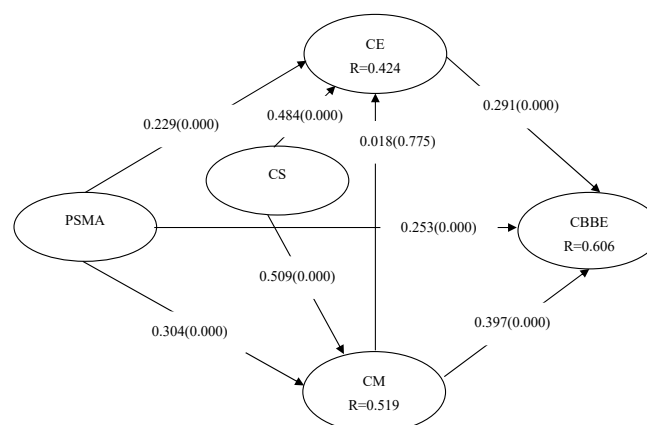 CE
R=0.424
0.291(0.000)
0.484(0.000)
0.229(0.000)
0.018(0.775)
CS
PSMA
CBBE
0.253(0.000)
R=0.606
0.509(0.000)
0.304(0.000)
0.397(0.000)
CM
R=0.519